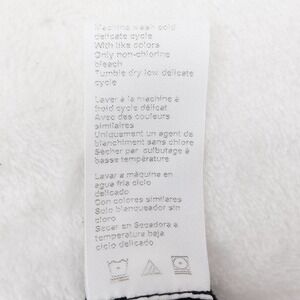 Machine wash cold
delicate cycle
With like colors
Only non-chlorine
bleach
Tumble dry low delicate
cycle
Laver à la machine à
froid cycle délicat
Avec des couleurs
similaires
Uniquement un agent de
blanchiment sans chlore
Sécher par culbutage à
basse température
Lavar a máquina en
agua fría ciclo
delicado
Con colores similares
Solo blanqueador sin
cloro
Secar en Secadora a
temperatura baja
ciclo delicado